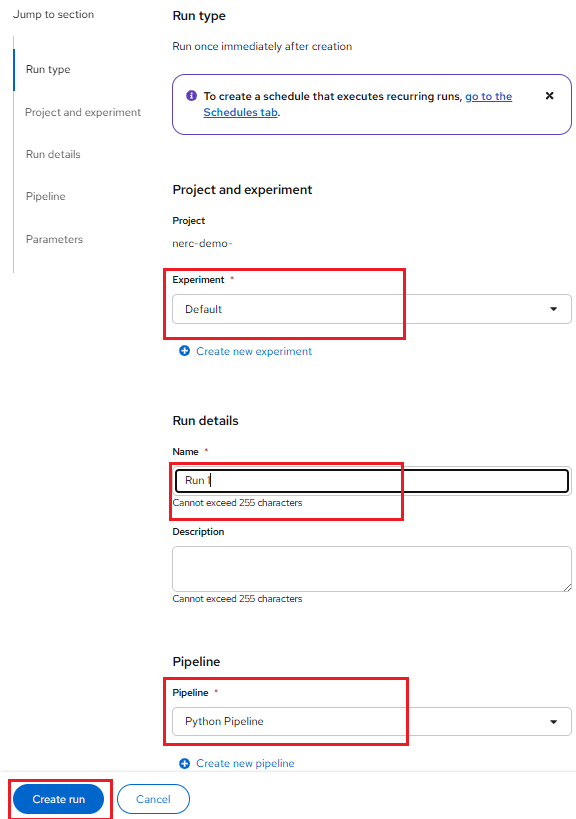 Jump to section
Run type
Project and experiment
Run details
Pipeline
Parameters
Run type
Run once immediately after creation
To create a schedule that executes recurring runs, go to the
Schedules tab.
Project and experiment
Project
nerc-demo-
Experiment *
Default
Create new experiment
Run details
Name *
Run 1
Cannot exceed 255 characters
Description
Cannot exceed 255 characters
Pipeline
Pipeline *
Python Pipeline
Create new pipeline
Create run
Cancel